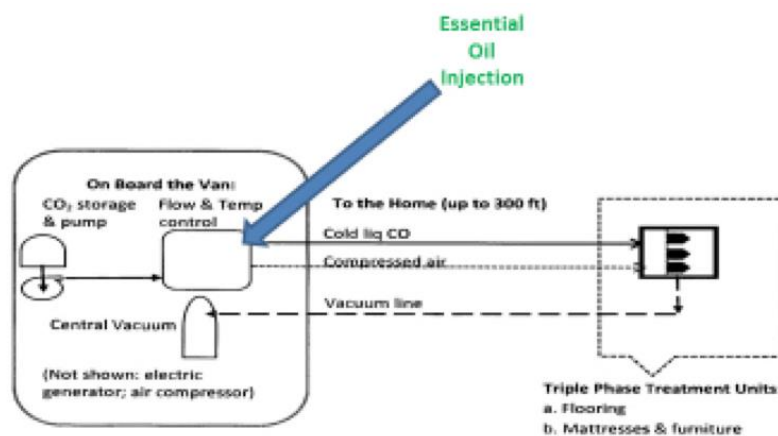 Essential
Oil
Injection
On Board the Van:
CO₂ storage
& pump
Flow & Temp
control
To the Home (up to 300 ft)
Cold liq CO
Compressed air
Vacuum line
Central Vacuum
(Not shown: electric
generator; air compressor)
Triple Phase Treatment Units
a. Flooring
b. Mattresses & furniture